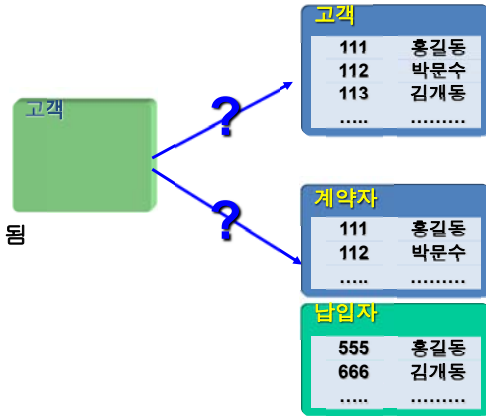 고객
111 홍길동
112 박문수
113 김개동
..... .........
고객
?
?
됨
계약자
111 홍길동
112 박문수
..... .........
납입자
555 홍길동
666 김개동
..... .........